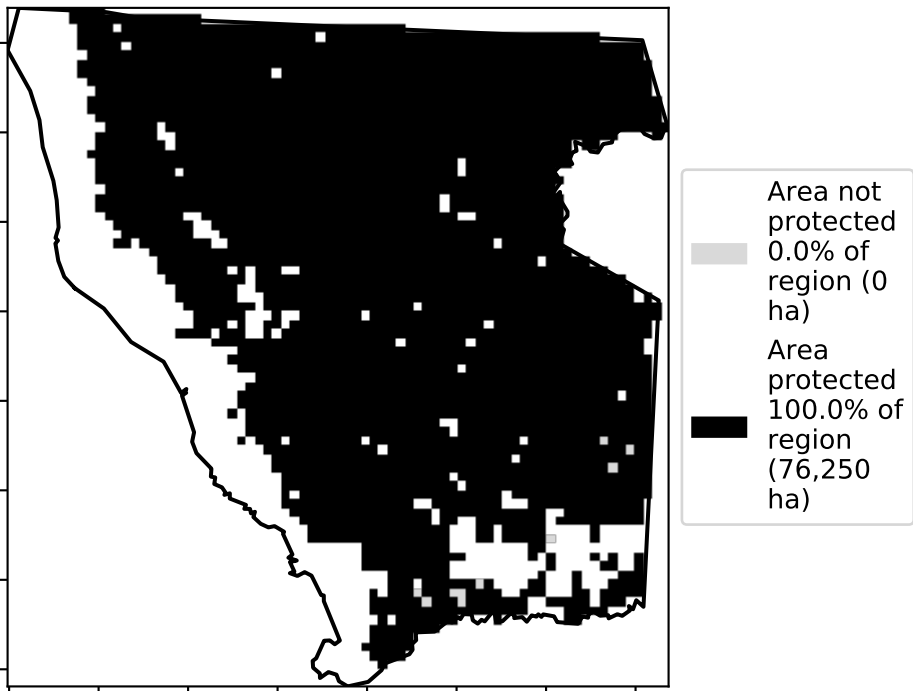 Area not
protected
0.0% of
region (0
ha)
Area
protected
100.0% of
region
(76,250
ha)